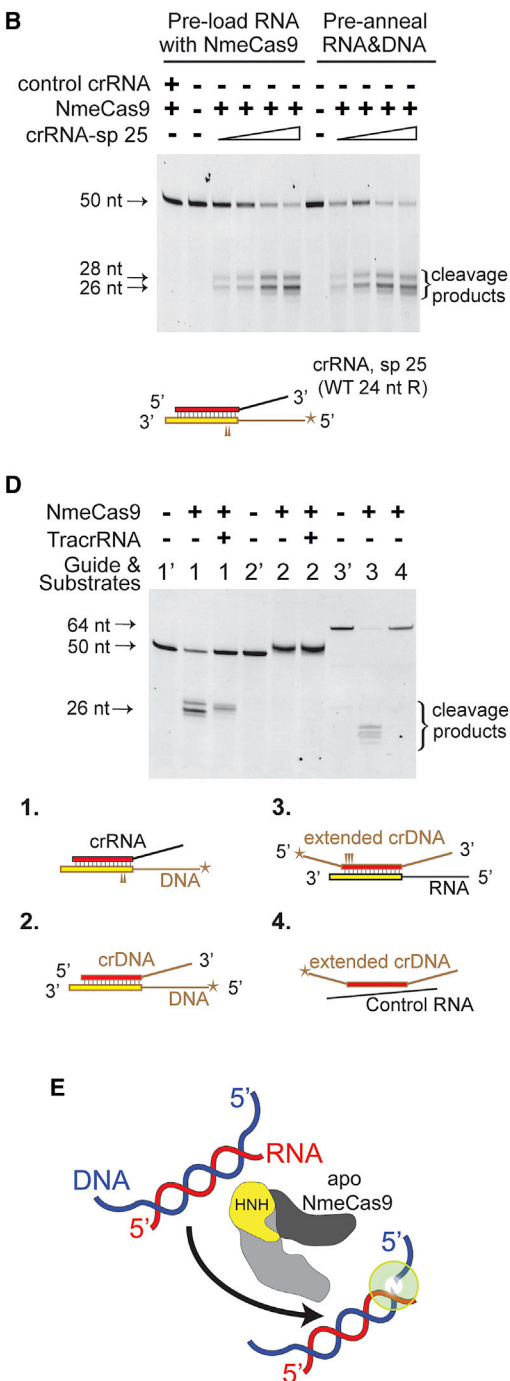 B
Pre-load RNA with NmeCas9
Pre-anneal RNA&DNA
control crRNA + - - - - - - - - - -
NmeCas9 + - + + + + - + + + +
crRNA-sp 25 - - -
50 nt→
28 nt→
26 nt→
cleavage products
crRNA, sp 25
(WT 24 nt R)
5’ 3’
3’ 5’
D
NmeCas9 - + + - + + - + +
TracrRNA - - + - - + - - -
Guide & Substrates 1’ 1 1 2’ 2 2 3’ 3 4
64 nt →
50 nt →
26 nt→
cleavage products
1.
crRNA
DNA
3.
extended crDNA
5’ 3’
3’ 5’
RNA
2.
crDNA
5’ 3’
3’ 5’
DNA
4.
extended crDNA
Control RNA
E
5’
DNA
RNA
5’
apo
NmeCas9
HNH
5’
5’